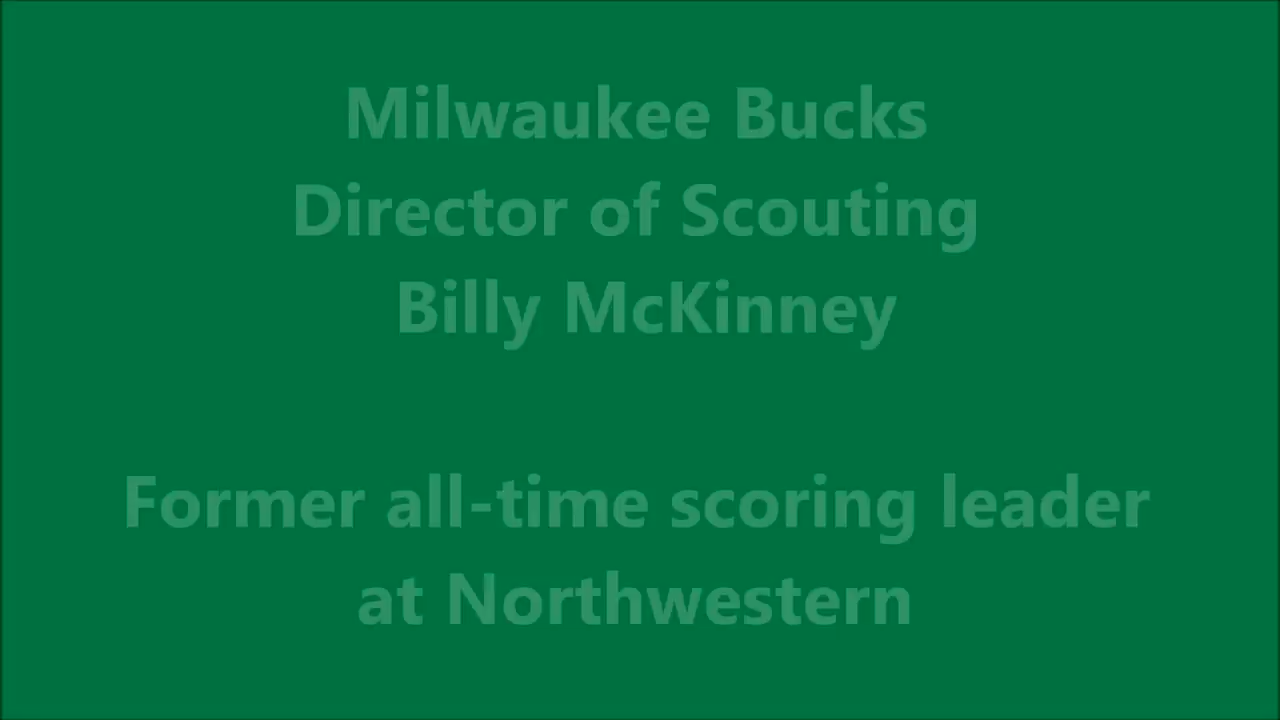 Milwaukee Bucks
Director of Scouting
Billy McKinney
Former all-time scoring leader
at Northwestern